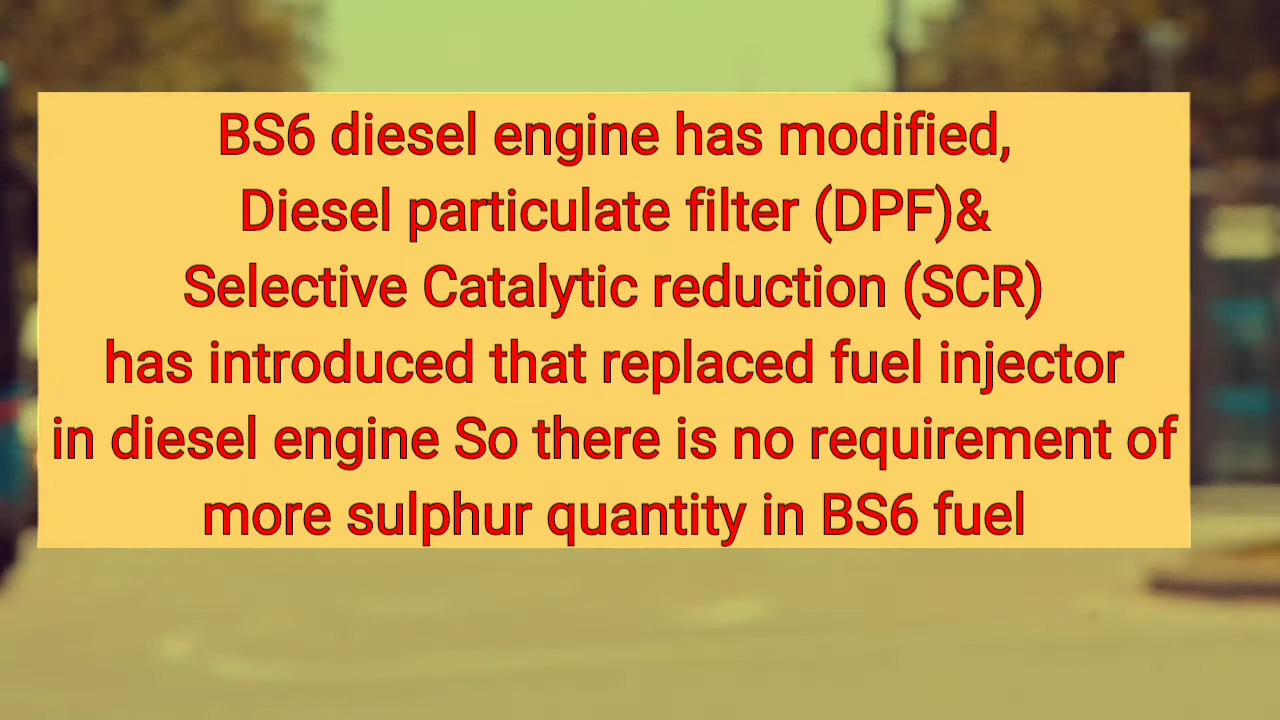 BS6 diesel engine has modified,
Diesel particulate filter (DPF)&
Selective Catalytic reduction (SCR)
has introduced that replaced fuel injector
in diesel engine So there is no requirement of
more sulphur quantity in BS6 fuel